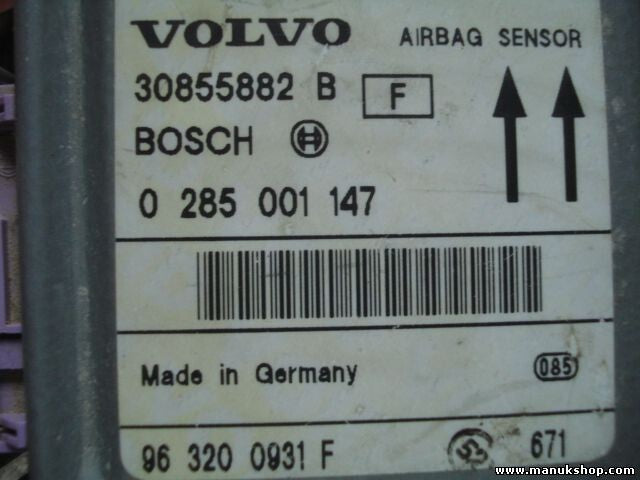 VOLVO AIRBAG SENSOR
30855882 B F
BOSCH
0 285 001 147
Made in Germany 085
96 320 0931 F 671
www.manukshop.com